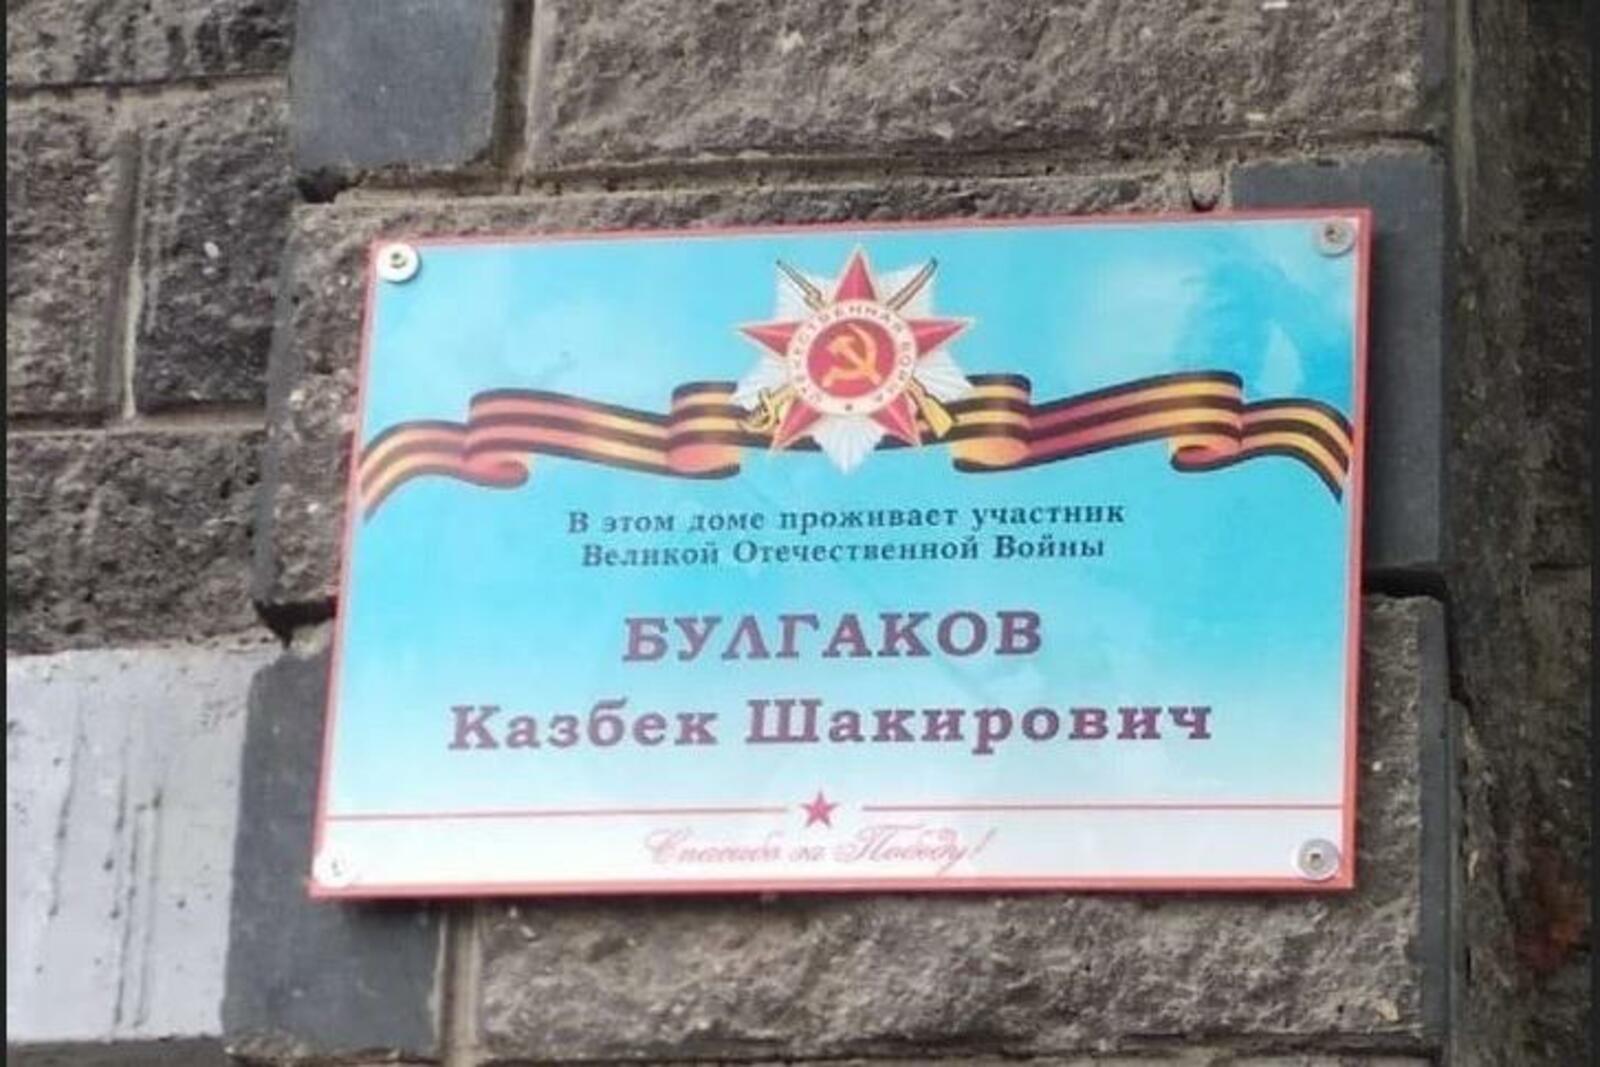 ОТЕЧЕСТВЕННАЯ ВОЙНА
В этом доме проживает участник
Великой Отечественной Войны
БУЛГАКОВ
Казбек Шакирович
Спасибо за Победу!